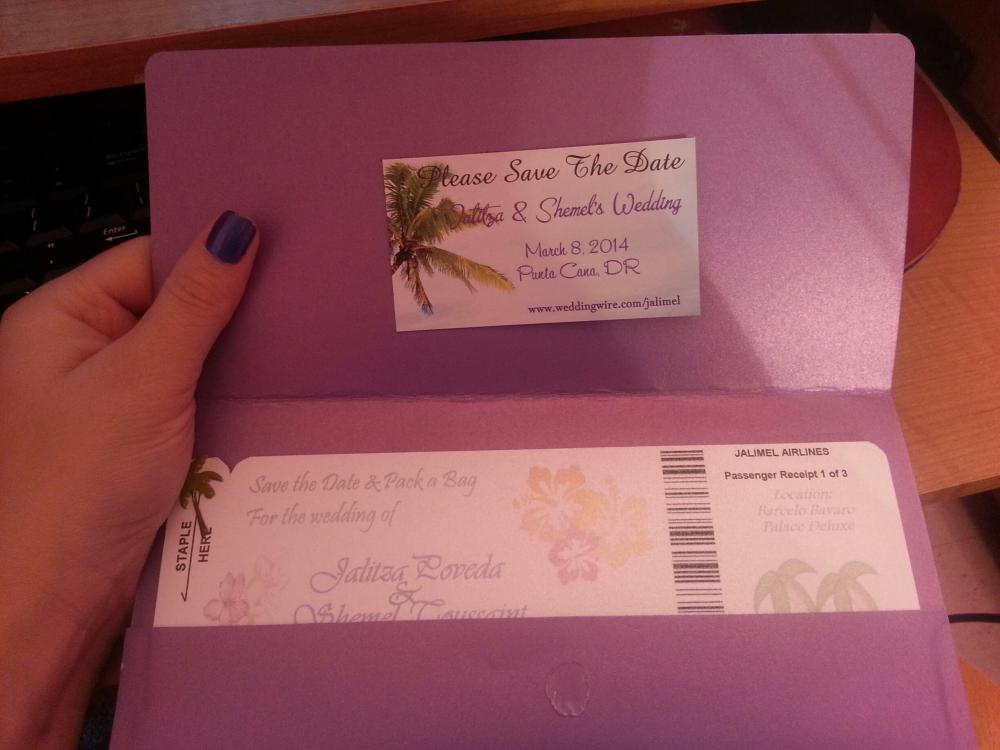 Please Save The Date
Jalitza & Shemel's Wedding
March 8, 2014
Punta Cana, DR
www.weddingwire.com/jalimel
STAPLE
HERE
Save the Date & Pack a Bag
For the wedding of
Jalitza Poveda
&
Shemel Toussaint
JALIMEL AIRLINES
Passenger Receipt 1 of 3
Location:
Barcelo Bavaro
Palace Deluxe
Enter